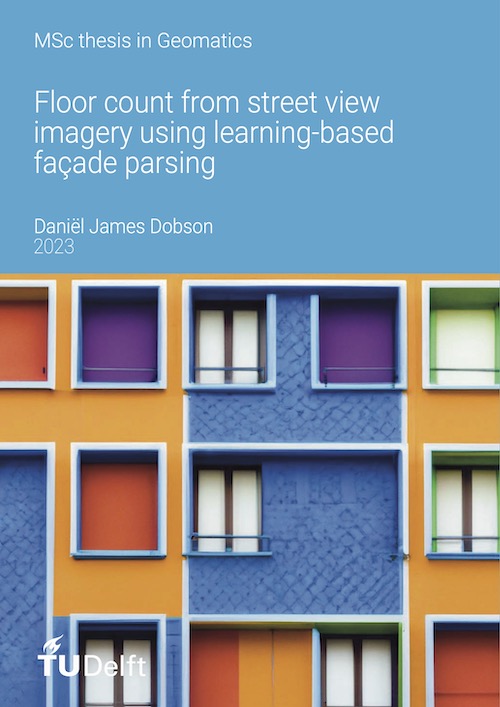 MSc thesis in Geomatics
Floor count from street view
imagery using learning-based
façade parsing
Daniël James Dobson
2023
TUDelft